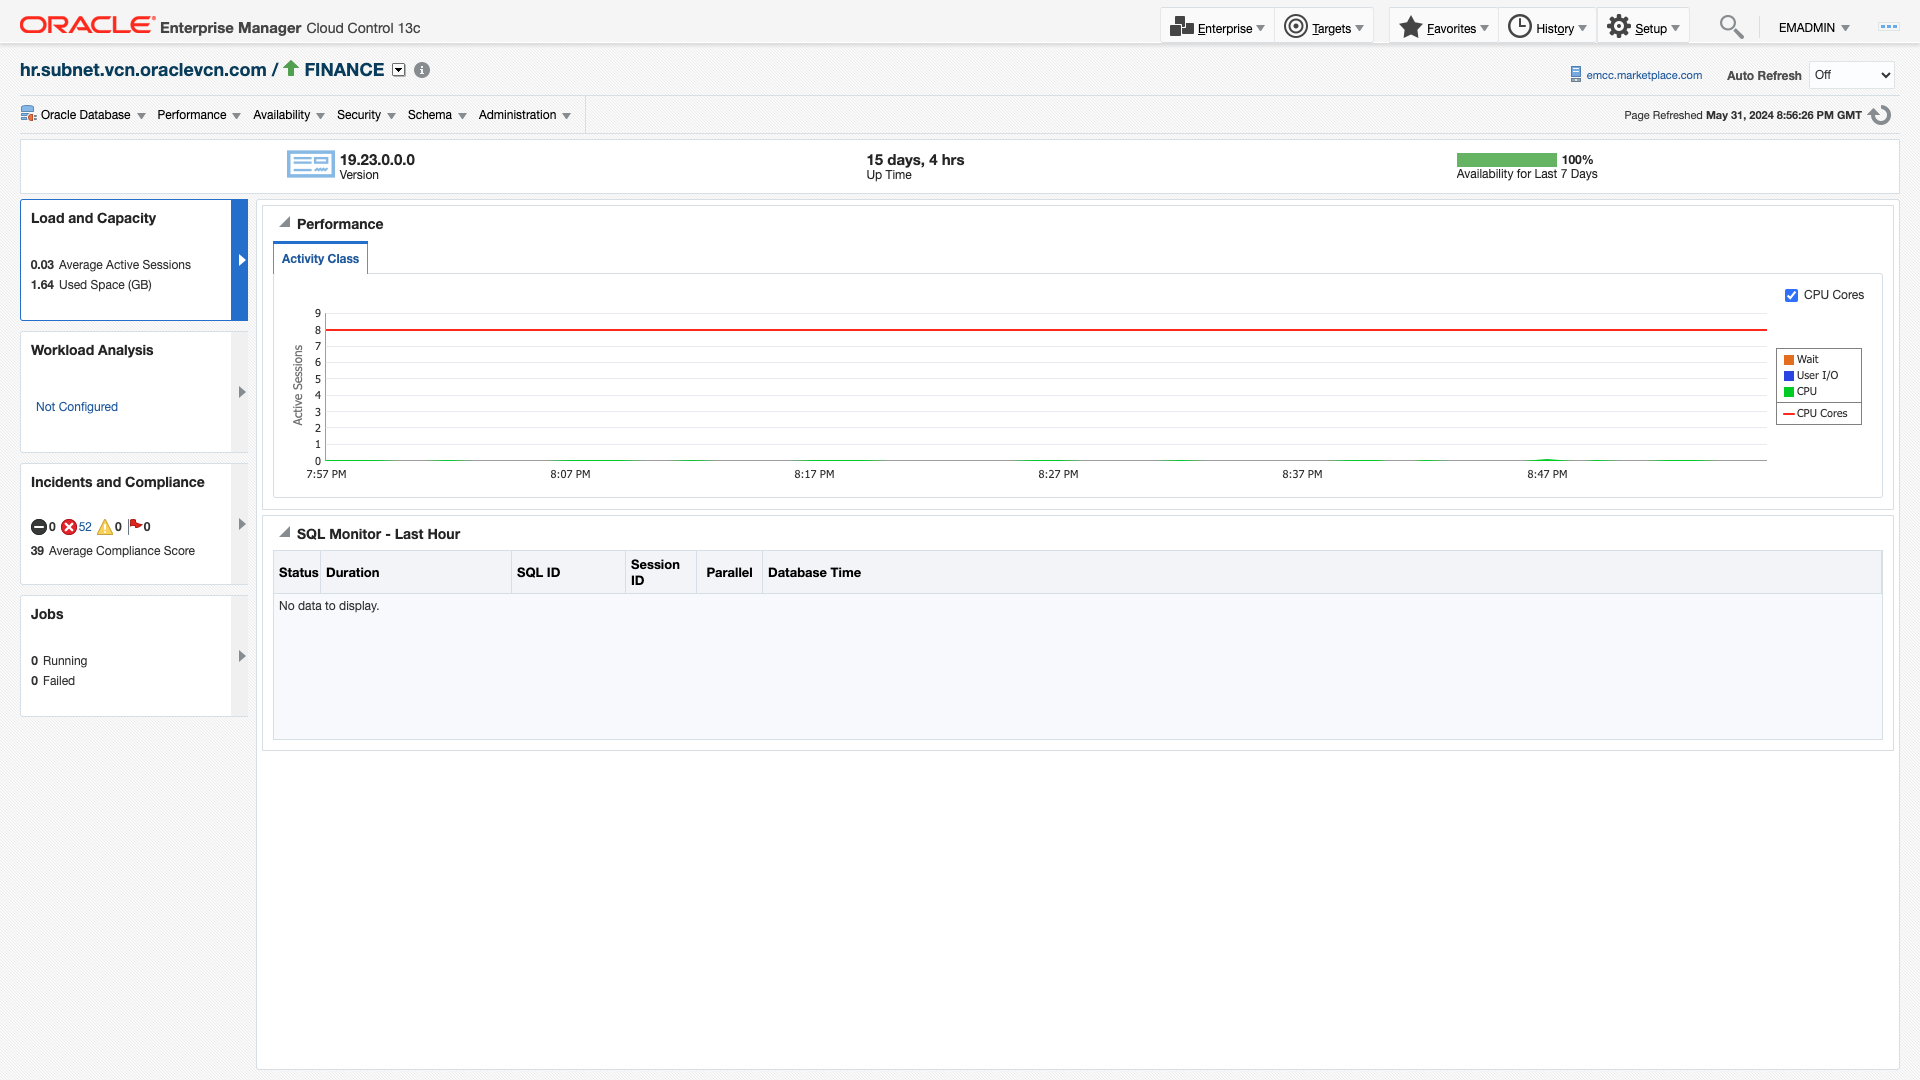 ORACLE Enterprise Manager Cloud Control 13c
Enterprise Targets Favorites History Setup EMADMIN
hr.subnet.vcn.oraclevcn.com / FINANCE
emcc.marketplace.com Auto Refresh Off
Oracle Database Performance Availability Security Schema Administration
Page Refreshed May 31, 2024 8:56:26 PM GMT
19.23.0.0.0
Version
15 days, 4 hrs
Up Time
100%
Availability for Last 7 Days
Load and Capacity
0.03 Average Active Sessions
1.64 Used Space (GB)
Workload Analysis
Not Configured
Incidents and Compliance
0 52 0 0
39 Average Compliance Score
Jobs
0 Running
0 Failed
Performance
Activity Class
CPU Cores
Active Sessions
9
8
7
6
5
4
3
2
1
0
7:57 PM 8:07 PM 8:17 PM 8:27 PM 8:37 PM 8:47 PM
Wait
User I/O
CPU
CPU Cores
SQL Monitor - Last Hour
Status Duration SQL ID Session ID Parallel Database Time
No data to display.